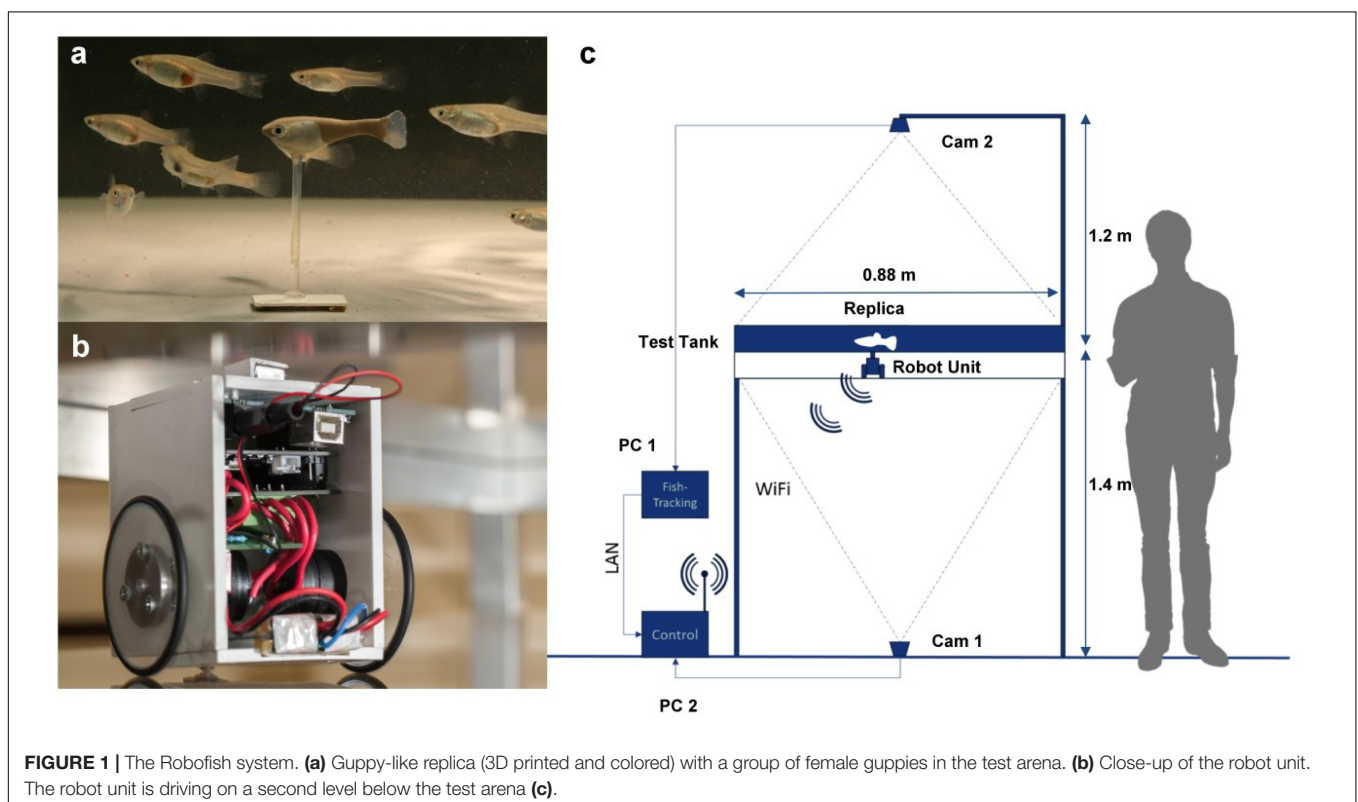 a
b
c
Cam 2
1.2 m
0.88 m
Replica
Test Tank
Robot Unit
PC 1
Fish-
Tracking
WiFi
1.4 m
LAN
Control
Cam 1
PC 2
FIGURE 1 | The Robofish system. (a) Guppy-like replica (3D printed and colored) with a group of female guppies in the test arena. (b) Close-up of the robot unit.
The robot unit is driving on a second level below the test arena (c).